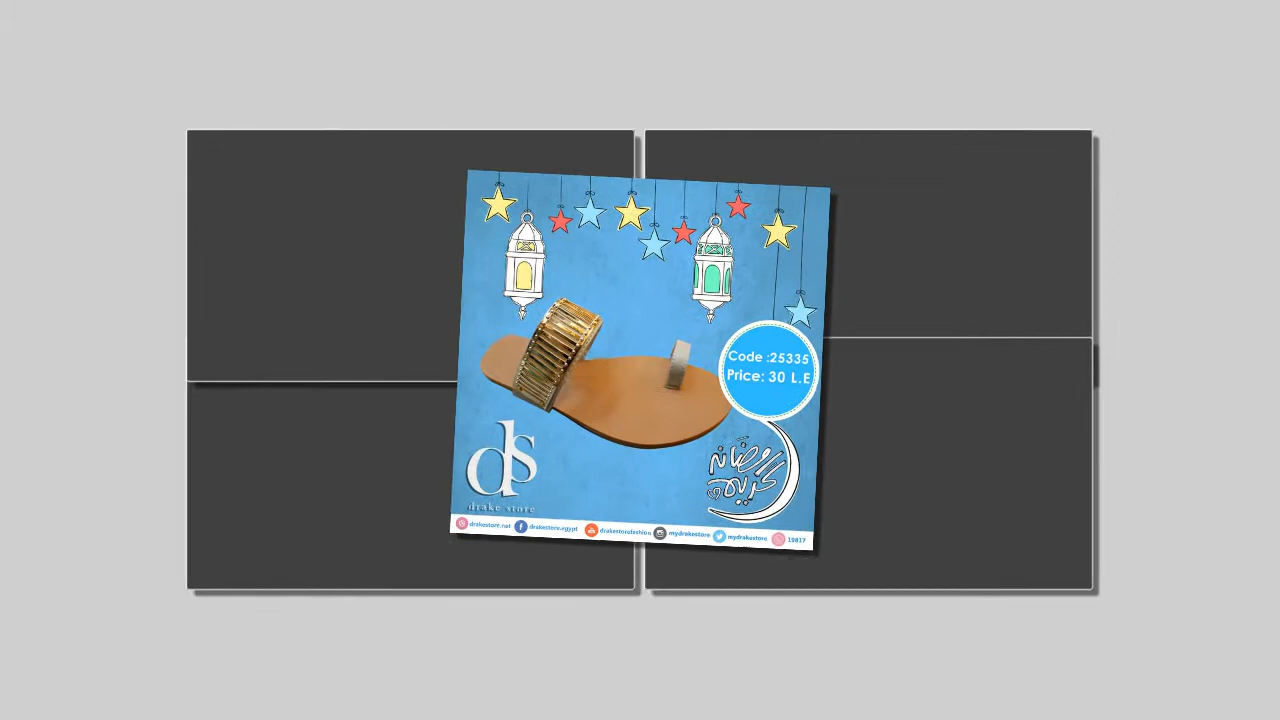 Code :25335
Price: 30 L.E
رمضان
كريم
ds
drake store
drakestore.net drakestore.egypt drakestorefashion mydrakestore mydrakestore 19817